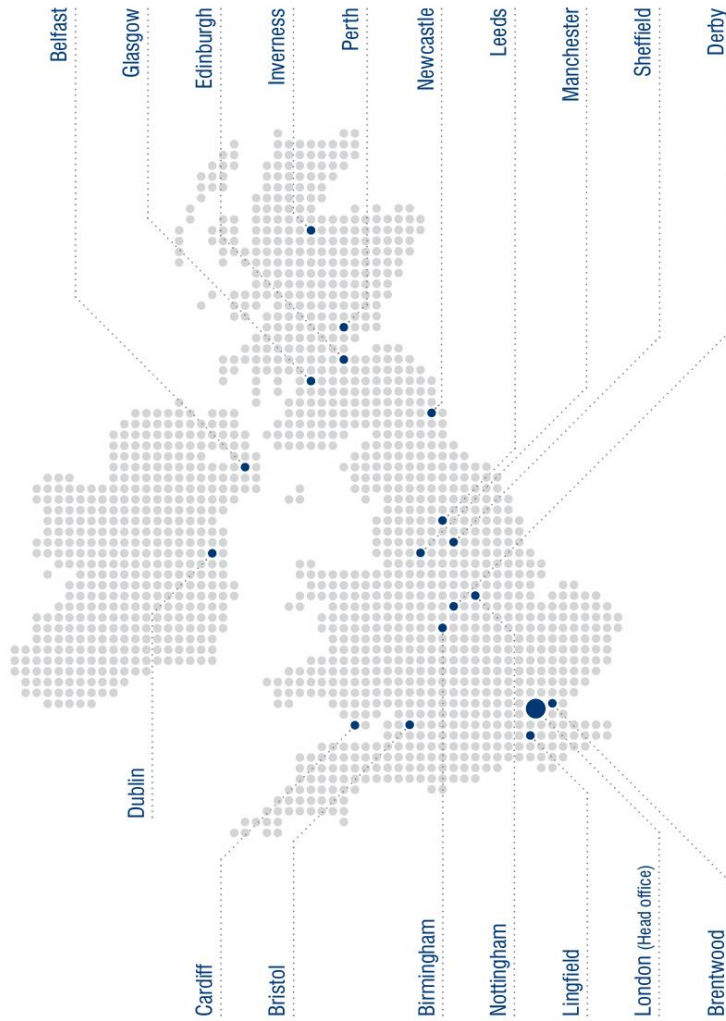 Belfast
Glasgow
Edinburgh
Inverness
Perth
Newcastle
Leeds
Manchester
Sheffield
Derby
Dublin
Cardiff
Bristol
Birmingham
Nottingham
Lingfield
London (Head office)
Brentwood